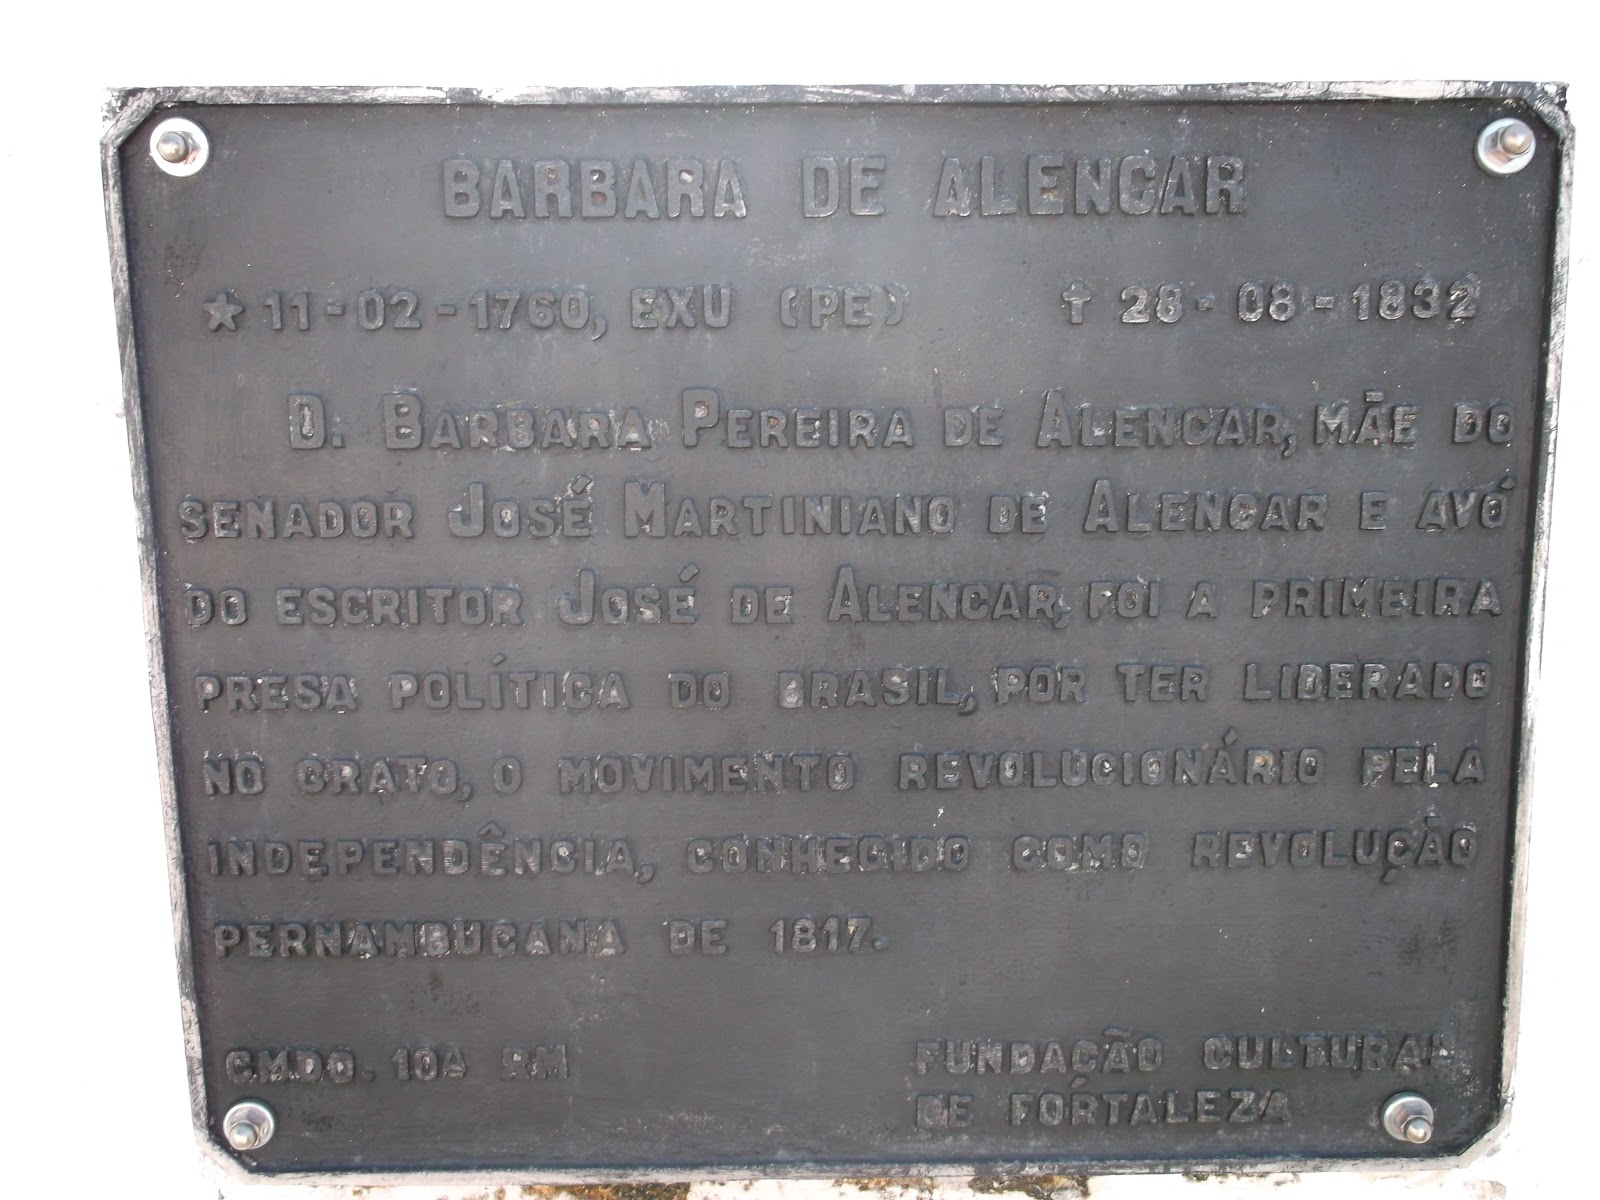 BARBARA DE ALENCAR
★ 11-02-1760, EXU (PE) ✝ 28-08-1832
D. BARBARA PEREIRA DE ALENCAR, MÃE DO
SENADOR JOSÉ MARTINIANO DE ALENCAR E AVÓ
DO ESCRITOR JOSÉ DE ALENCAR, FOI A PRIMEIRA
PRESA POLÍTICA DO BRASIL, POR TER LIDERADO
NO CRATO, O MOVIMENTO REVOLUCIONÁRIO PELA
INDEPENDÊNCIA, CONHECIDO COMO REVOLUÇÃO
PERNAMBUCANA DE 1817.
CMDO. 10ª RM
FUNDAÇÃO CULTURAL
DE FORTALEZA